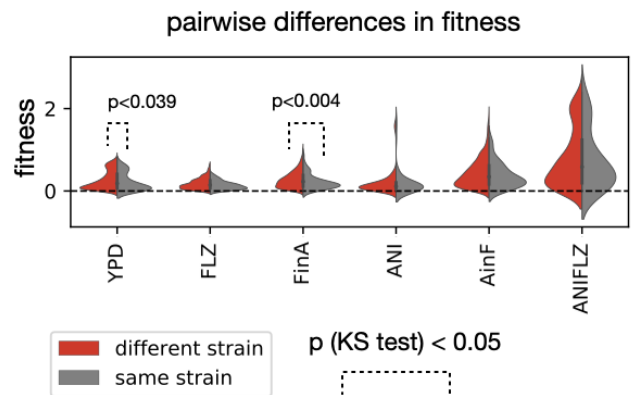 pairwise differences in fitness
fitness
2
0
p<0.039
p<0.004
YPD
FLZ
FinA
ANI
AinF
ANIFLZ
different strain
same strain
p (KS test) < 0.05